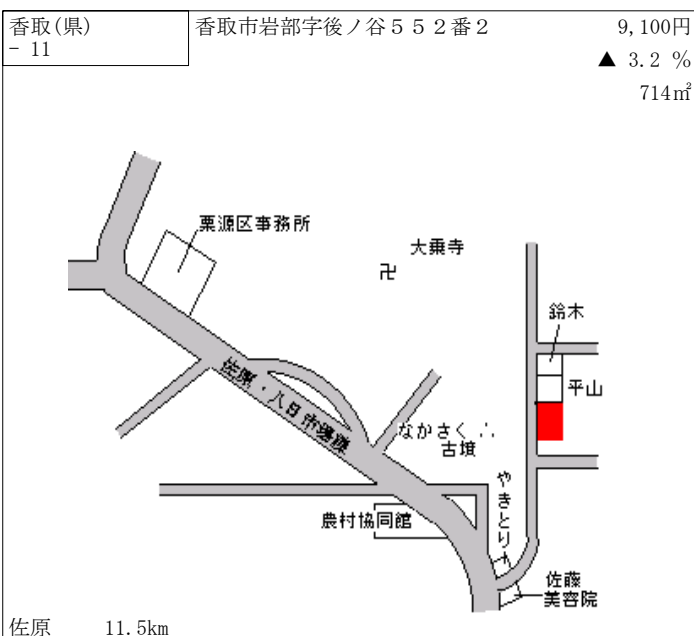 香取(県)
- 11
香取市岩部字後ノ谷５５２番２
9,100円
▲ 3.2 %
714㎡
栗源区事務所
大乗寺
卍
鈴木
平山
佐原・八日市場線
なかさく ∴
古墳
やきとり
農村協同館
佐藤
美容院
佐原 11.5km